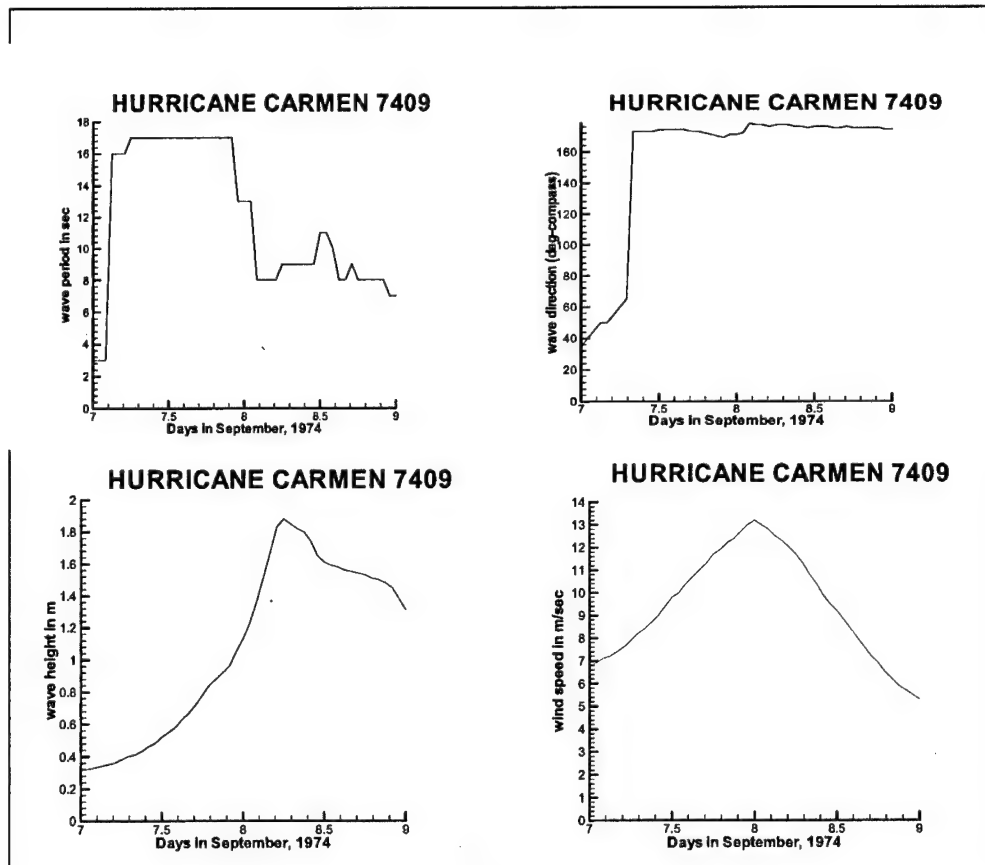 HURRICANE CARMEN 7409
18
16
14
12
10
8
6
4
2
0
wave period in sec
7 7.5 8 8.5 9
Days in September, 1974
HURRICANE CARMEN 7409
160
140
120
100
80
60
40
20
0
wave direction (deg-compass)
7 7.5 8 8.5 9
Days in September, 1974
HURRICANE CARMEN 7409
2
1.8
1.6
1.4
1.2
1
0.8
0.6
0.4
0.2
0
wave height in m
7 7.5 8 8.5 9
Days in September, 1974
HURRICANE CARMEN 7409
14
13
12
11
10
9
8
7
6
5
4
3
2
1
0
wind speed in m/sec
7 7.5 8 8.5 9
Days in September, 1974